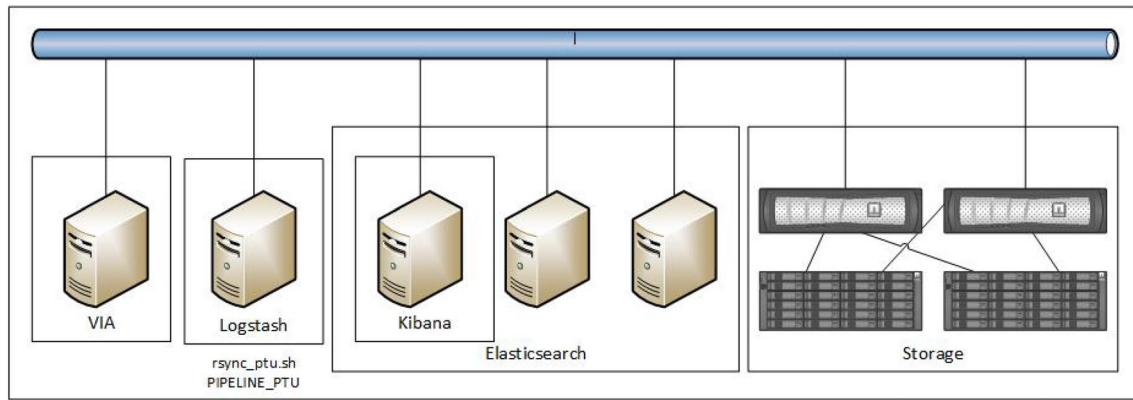 VIA
Logstash
Kibana
rsync_ptu.sh
PIPELINE_PTU
Elasticsearch
Storage